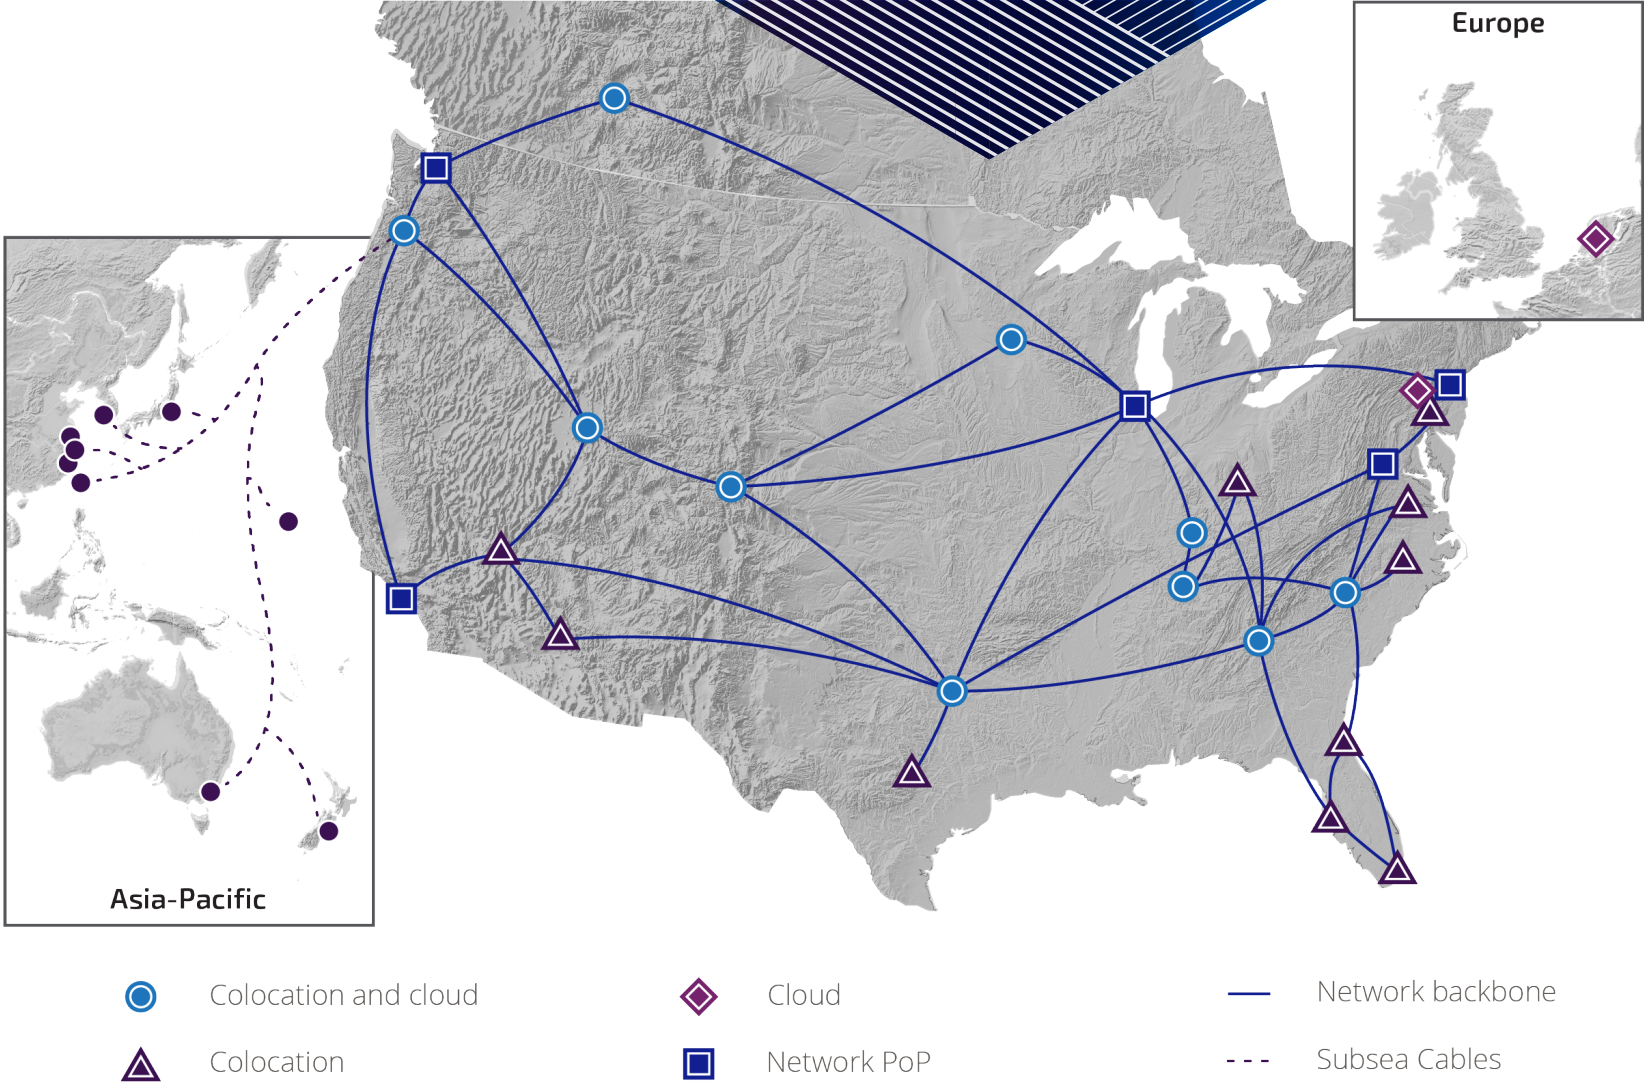 Europe
Asia-Pacific
Colocation and cloud
Cloud
Network backbone
Colocation
Network PoP
Subsea Cables